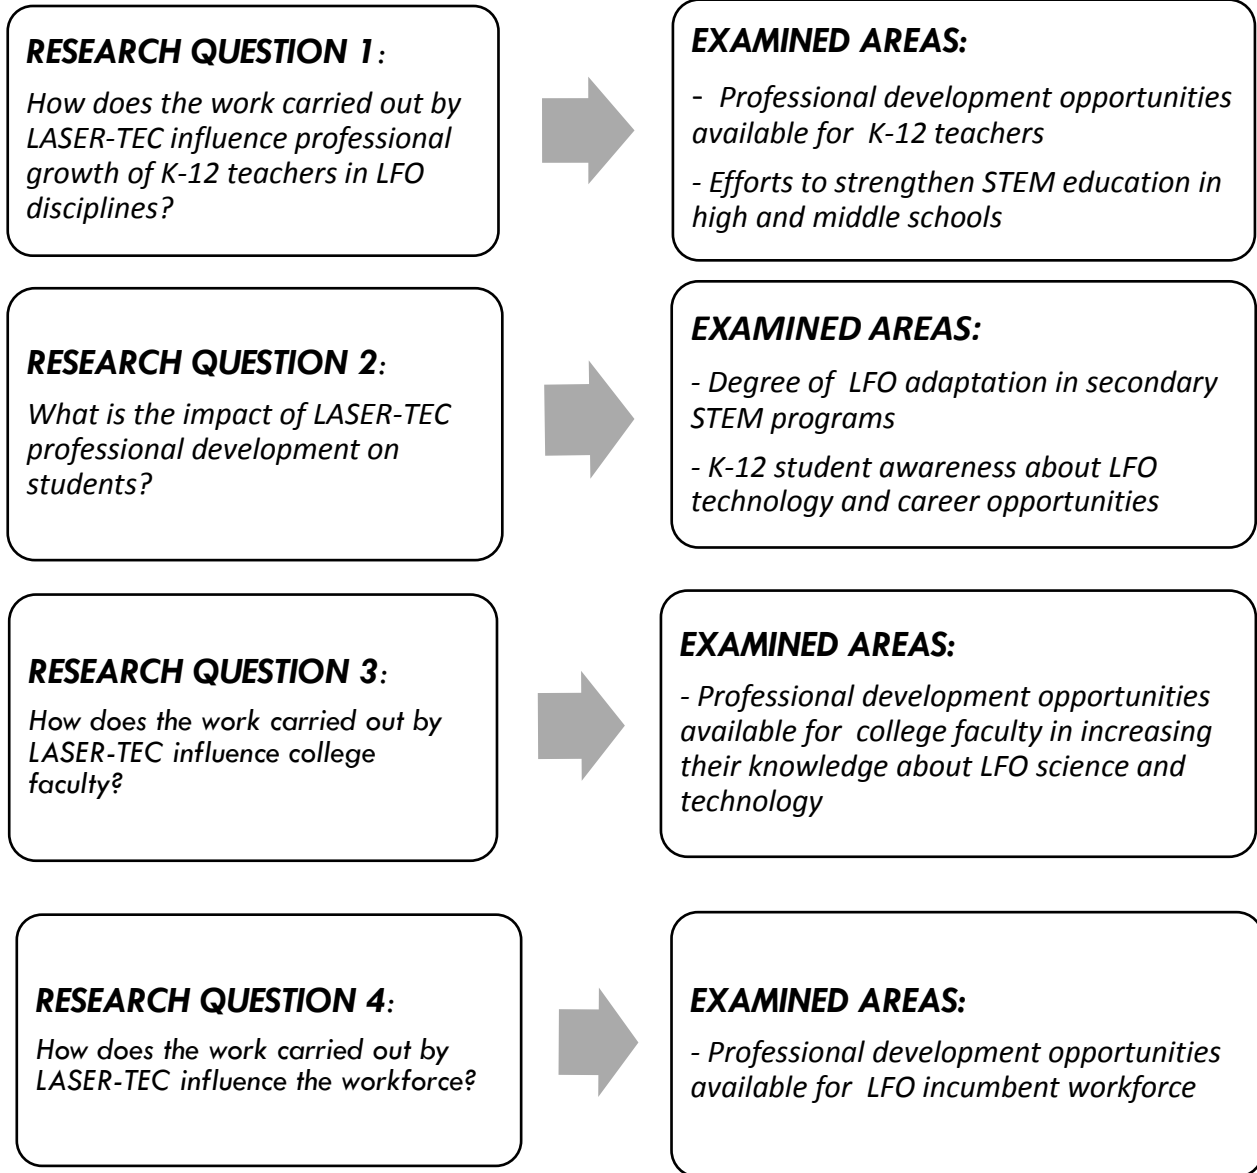 RESEARCH QUESTION 1:
How does the work carried out by
LASER-TEC influence professional
growth of K-12 teachers in LFO
disciplines?
EXAMINED AREAS:
- Professional development opportunities
available for K-12 teachers
- Efforts to strengthen STEM education in
high and middle schools
RESEARCH QUESTION 2:
What is the impact of LASER-TEC
professional development on
students?
EXAMINED AREAS:
- Degree of LFO adaptation in secondary
STEM programs
- K-12 student awareness about LFO
technology and career opportunities
RESEARCH QUESTION 3:
How does the work carried out by
LASER-TEC influence college
faculty?
EXAMINED AREAS:
- Professional development opportunities
available for college faculty in increasing
their knowledge about LFO science and
technology
RESEARCH QUESTION 4:
How does the work carried out by
LASER-TEC influence the workforce?
EXAMINED AREAS:
- Professional development opportunities
available for LFO incumbent workforce